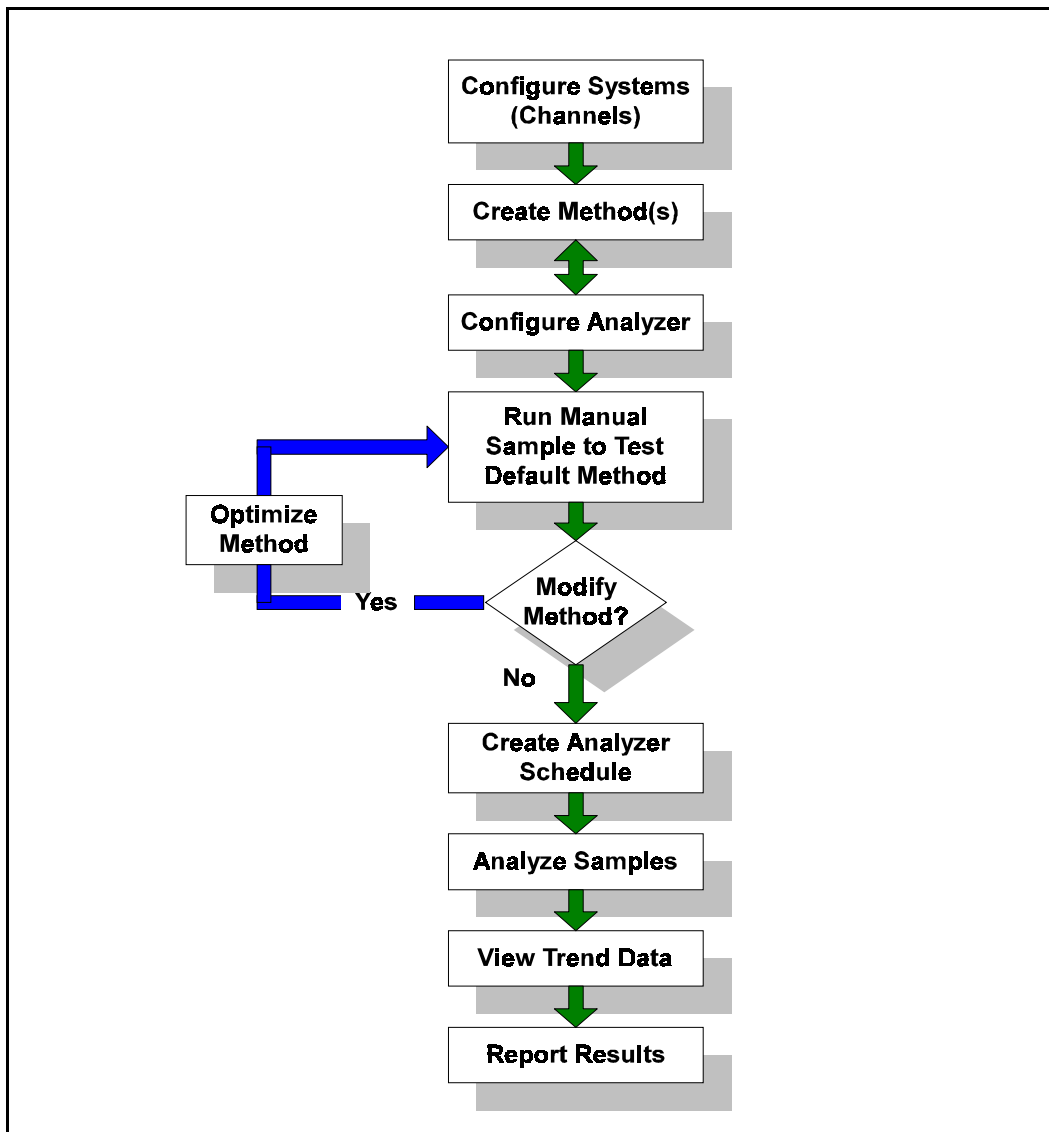 Configure Systems
(Channels)
Create Method(s)
Configure Analyzer
Run Manual
Sample to Test
Default Method
Optimize
Method
Modify
Method?
Yes
No
Create Analyzer
Schedule
Analyze Samples
View Trend Data
Report Results